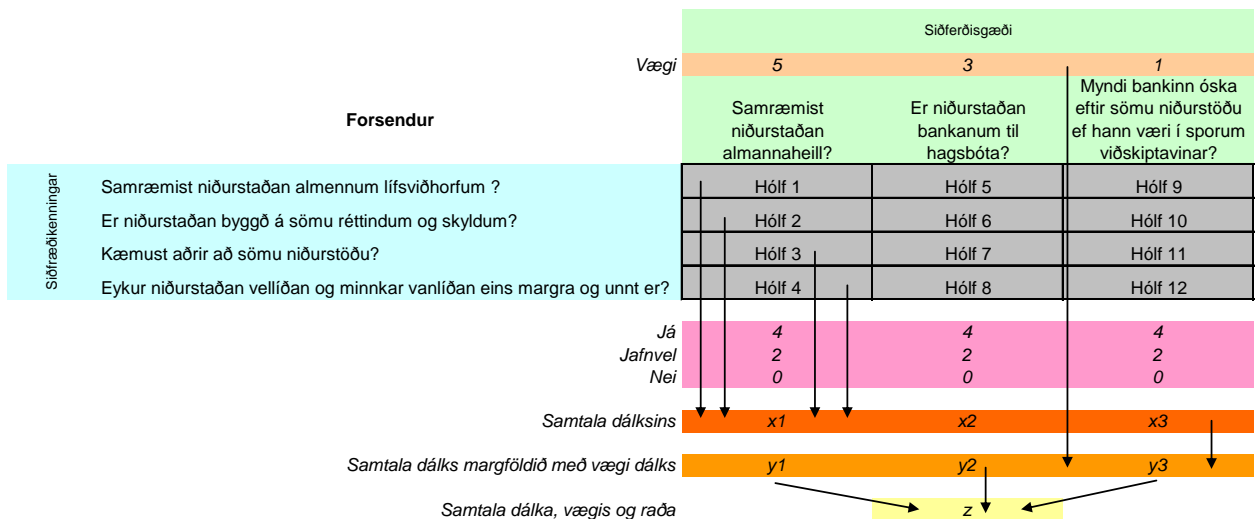 Siðferðisgæði
Vægi 5 3 1
Forsendur
Samræmist
niðurstaðan
almannaheill?
Er niðurstaðan
bankanum til
hagsbóta?
Myndi bankinn óska
eftir sömu niðurstöðu
ef hann væri í sporum
viðskiptavinar?
Siðfræðikenningar
Samræmist niðurstaðan almennum lífsviðhorfum ? Hólf 1 Hólf 5 Hólf 9
Er niðurstaðan byggð á sömu réttindum og skyldum? Hólf 2 Hólf 6 Hólf 10
Kæmust aðrir að sömu niðurstöðu? Hólf 3 Hólf 7 Hólf 11
Eykur niðurstaðan vellíðan og minnkar vanlíðan eins margra og unnt er? Hólf 4 Hólf 8 Hólf 12
Já 4 4 4
Jafnvel 2 2 2
Nei 0 0 0
Samtala dálksins x1 x2 x3
Samtala dálks margföldið með vægi dálks y1 y2 y3
Samtala dálka, vægis og raða z